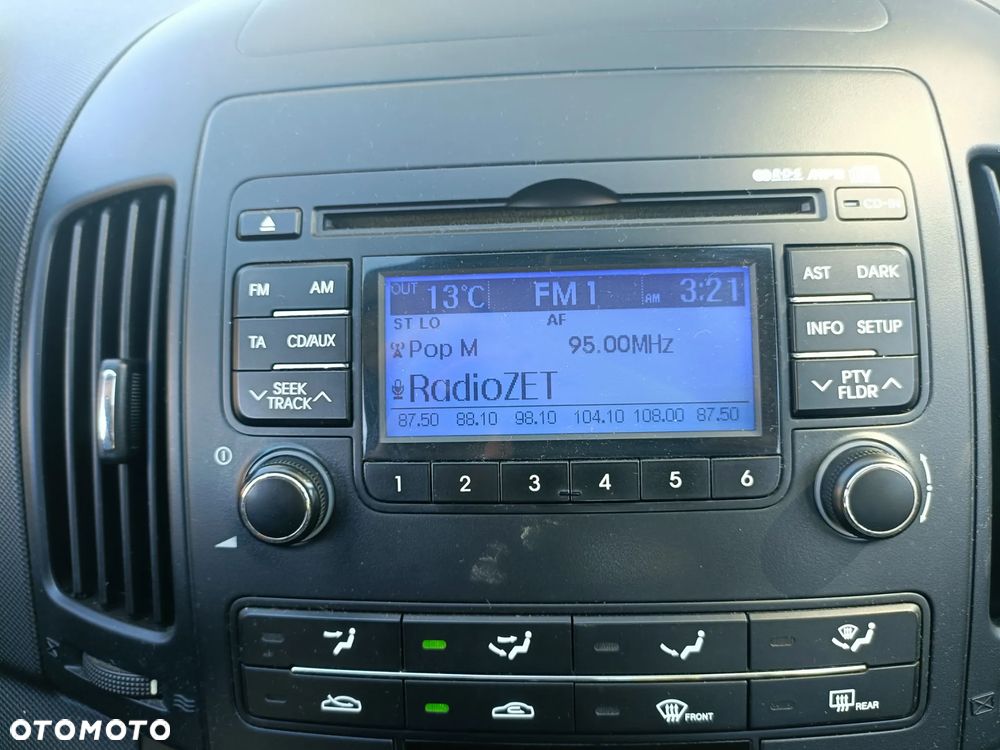 CD-IN
FM AM
AST DARK
OUT 13°C FM1 AM 3:21
ST LO AF
TA CD/AUX
INFO SETUP
Pop M 95.00MHz
SEEK
TRACK
PTY
FLDR
RadioZET
87.50 88.10 98.10 104.10 108.00 87.50
1 2 3 4 5 6
FRONT
REAR
OTOMOTO